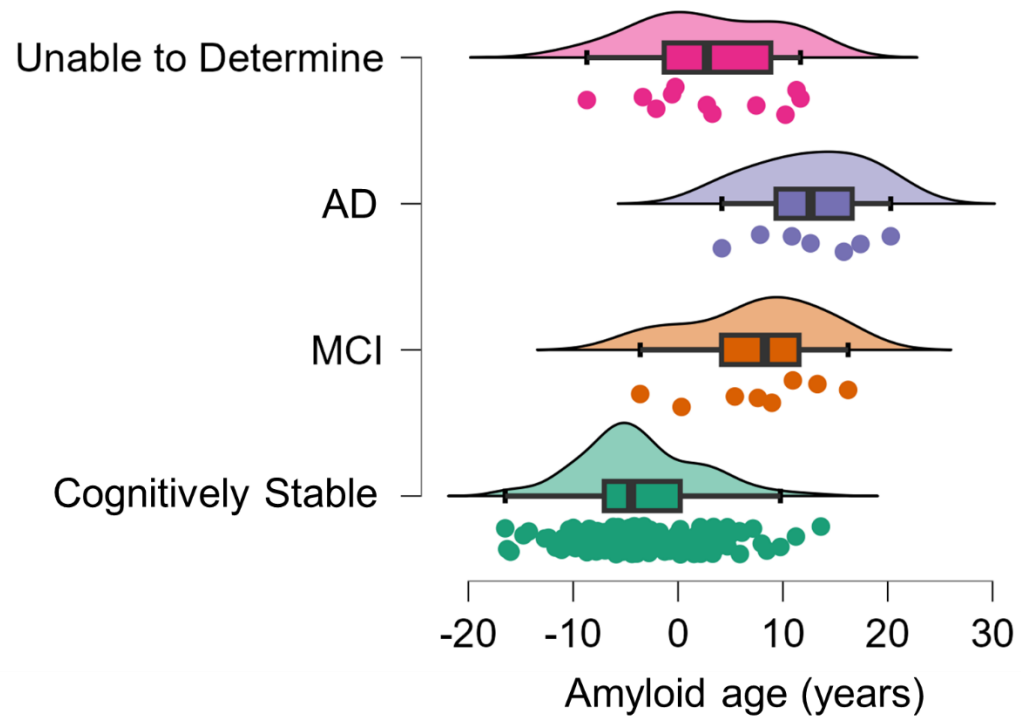 Unable to Determine
AD
MCI
Cognitively Stable
-20 -10 0 10 20 30
Amyloid age (years)